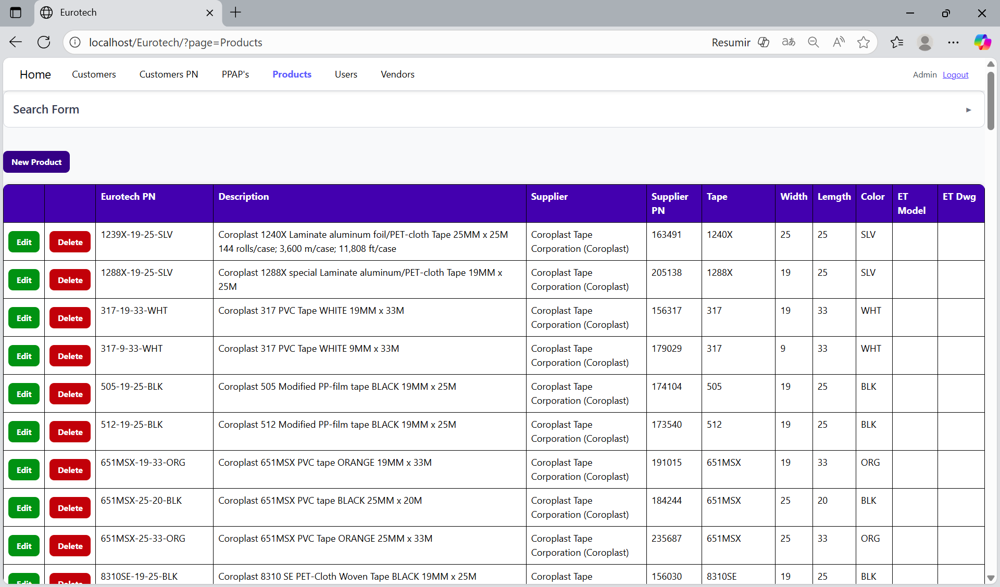 Eurotech
localhost/Eurotech/?page=Products
Resumir
aあ
Home Customers Customers PN PPAP's Products Users Vendors Admin Logout
Search Form
New Product
Eurotech PN Description Supplier Supplier PN Tape Width Lemgth Color ET Model ET Dwg
Edit Delete 1239X-19-25-SLV Coroplast 1240X Laminate aluminum foil/PET-cloth Tape 25MM x 25M Coroplast Tape 163491 1240X 25 25 SLV
144 rolls/case; 3,600 m/case; 11,808 ft/case Corporation (Coroplast)
Edit Delete 1288X-19-25-SLV Coroplast 1288X special Laminate aluminum/PET-cloth Tape 19MM x Coroplast Tape 205138 1288X 19 25 SLV
25M Corporation (Coroplast)
Edit Delete 317-19-33-WHT Coroplast 317 PVC Tape WHITE 19MM x 33M Coroplast Tape 156317 317 19 33 WHT
Corporation (Coroplast)
Edit Delete 317-9-33-WHT Coroplast 317 PVC Tape WHITE 9MM x 33M Coroplast Tape 179029 317 9 33 WHT
Corporation (Coroplast)
Edit Delete 505-19-25-BLK Coroplast 505 Modified PP-film tape BLACK 19MM x 25M Coroplast Tape 174104 505 19 25 BLK
Corporation (Coroplast)
Edit Delete 512-19-25-BLK Coroplast 512 Modified PP-film tape BLACK 19MM x 25M Coroplast Tape 173540 512 19 25 BLK
Corporation (Coroplast)
Edit Delete 651MSX-19-33-ORG Coroplast 651MSX PVC tape ORANGE 19MM x 33M Coroplast Tape 191015 651MSX 19 33 ORG
Corporation (Coroplast)
Edit Delete 651MSX-25-20-BLK Coroplast 651MSX PVC tape BLACK 25MM x 20M Coroplast Tape 184244 651MSX 25 20 BLK
Corporation (Coroplast)
Edit Delete 651MSX-25-33-ORG Coroplast 651MSX PVC Tape ORANGE 25MM x 33M Coroplast Tape 235687 651MSX 25 33 ORG
Corporation (Coroplast)
Edit Delete 8310SE-19-25-BLK Coroplast 8310 SE PET-Cloth Woven Tape BLACK 19MM x 25M Coroplast Tape 156030 8310SE 19 25 BLK